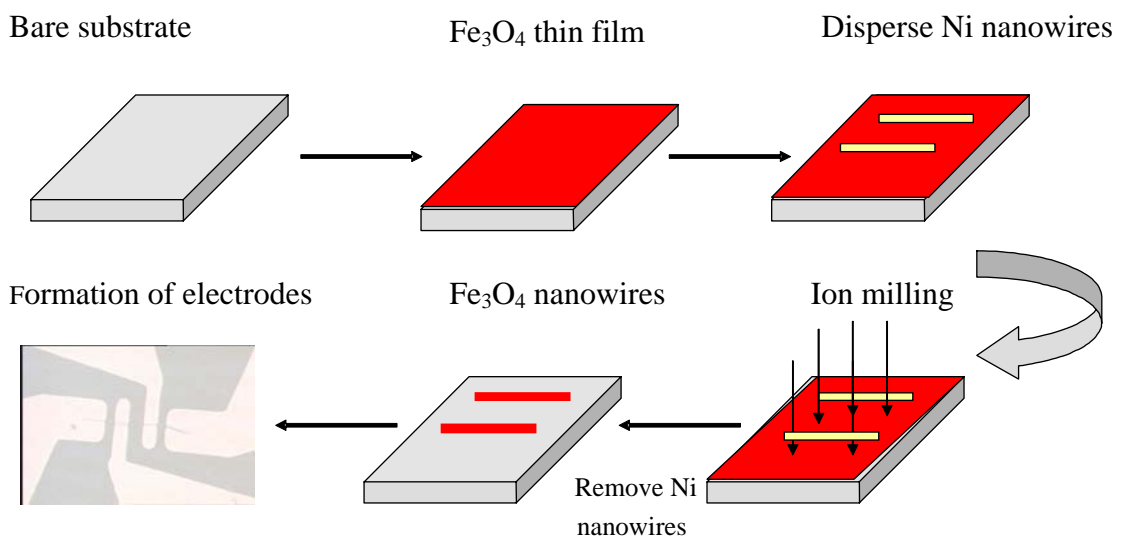 Bare substrate
Fe₃O₄ thin film
Disperse Ni nanowires
Formation of electrodes
Fe₃O₄ nanowires
Ion milling
Remove Ni
nanowires